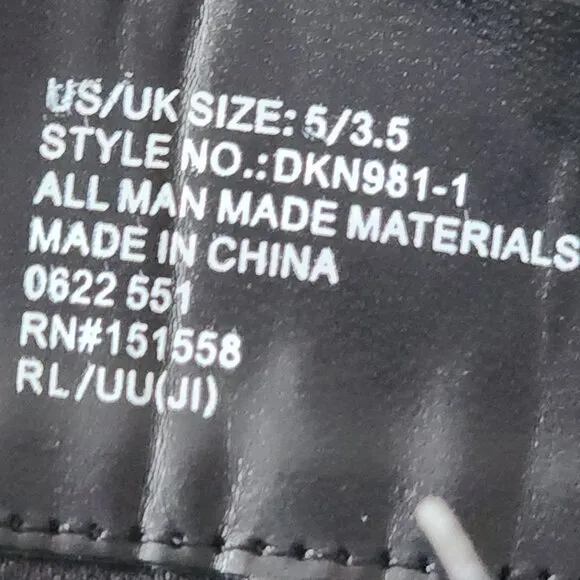 US/UK SIZE: 5/3.5
STYLE NO.:DKN981-1
ALL MAN MADE MATERIALS
MADE IN CHINA
0622 551
RN#151558
RL/UU(JI)